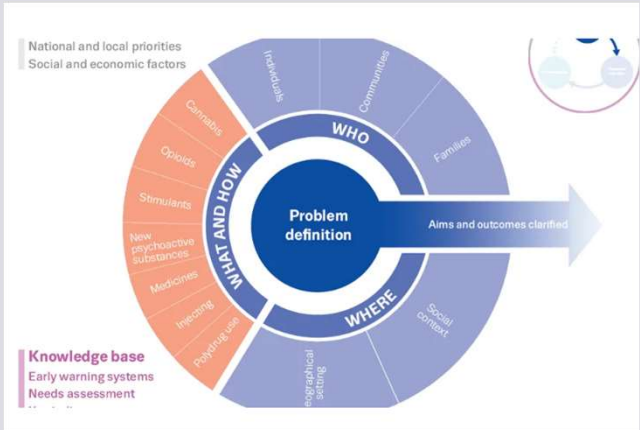 National and local priorities
Social and economic factors
Individuals
Communities
Families
WHO
Cannabis
Opioids
Stimulants
New
psychoactive
substances
Medicines
Injecting
Polydrug use
WHAT AND HOW
Problem
definition
Aims and outcomes clarified
WHERE
Social
context
eographical
setting
Knowledge base
Early warning systems
Needs assessment